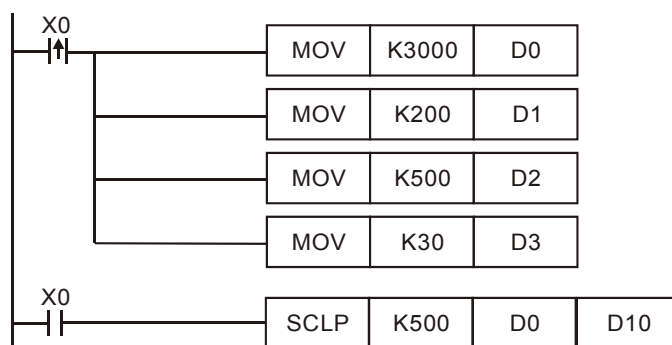 X0
MOV K3000 D0
MOV K200 D1
MOV K500 D2
MOV K30 D3
X0
SCLP K500 D0 D10